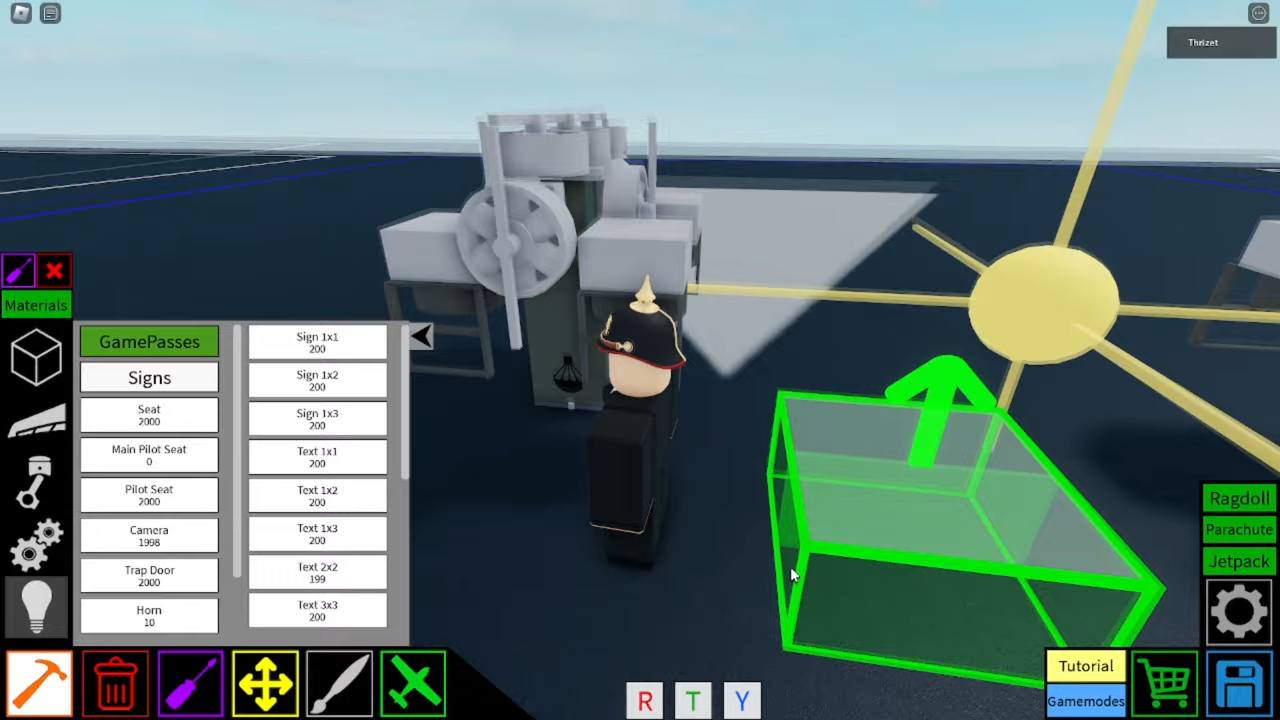 Thrizet
Materials
GamePasses
Signs
Seat
2000
Main Pilot Seat
0
Pilot Seat
2000
Camera
1998
Trap Door
2000
Horn
10
Sign 1x1
200
Sign 1x2
200
Sign 1x3
200
Text 1x1
200
Text 1x2
200
Text 1x3
200
Text 2x2
199
Text 3x3
200
Ragdoll
Parachute
Jetpack
Tutorial
Gamemodes
R T Y